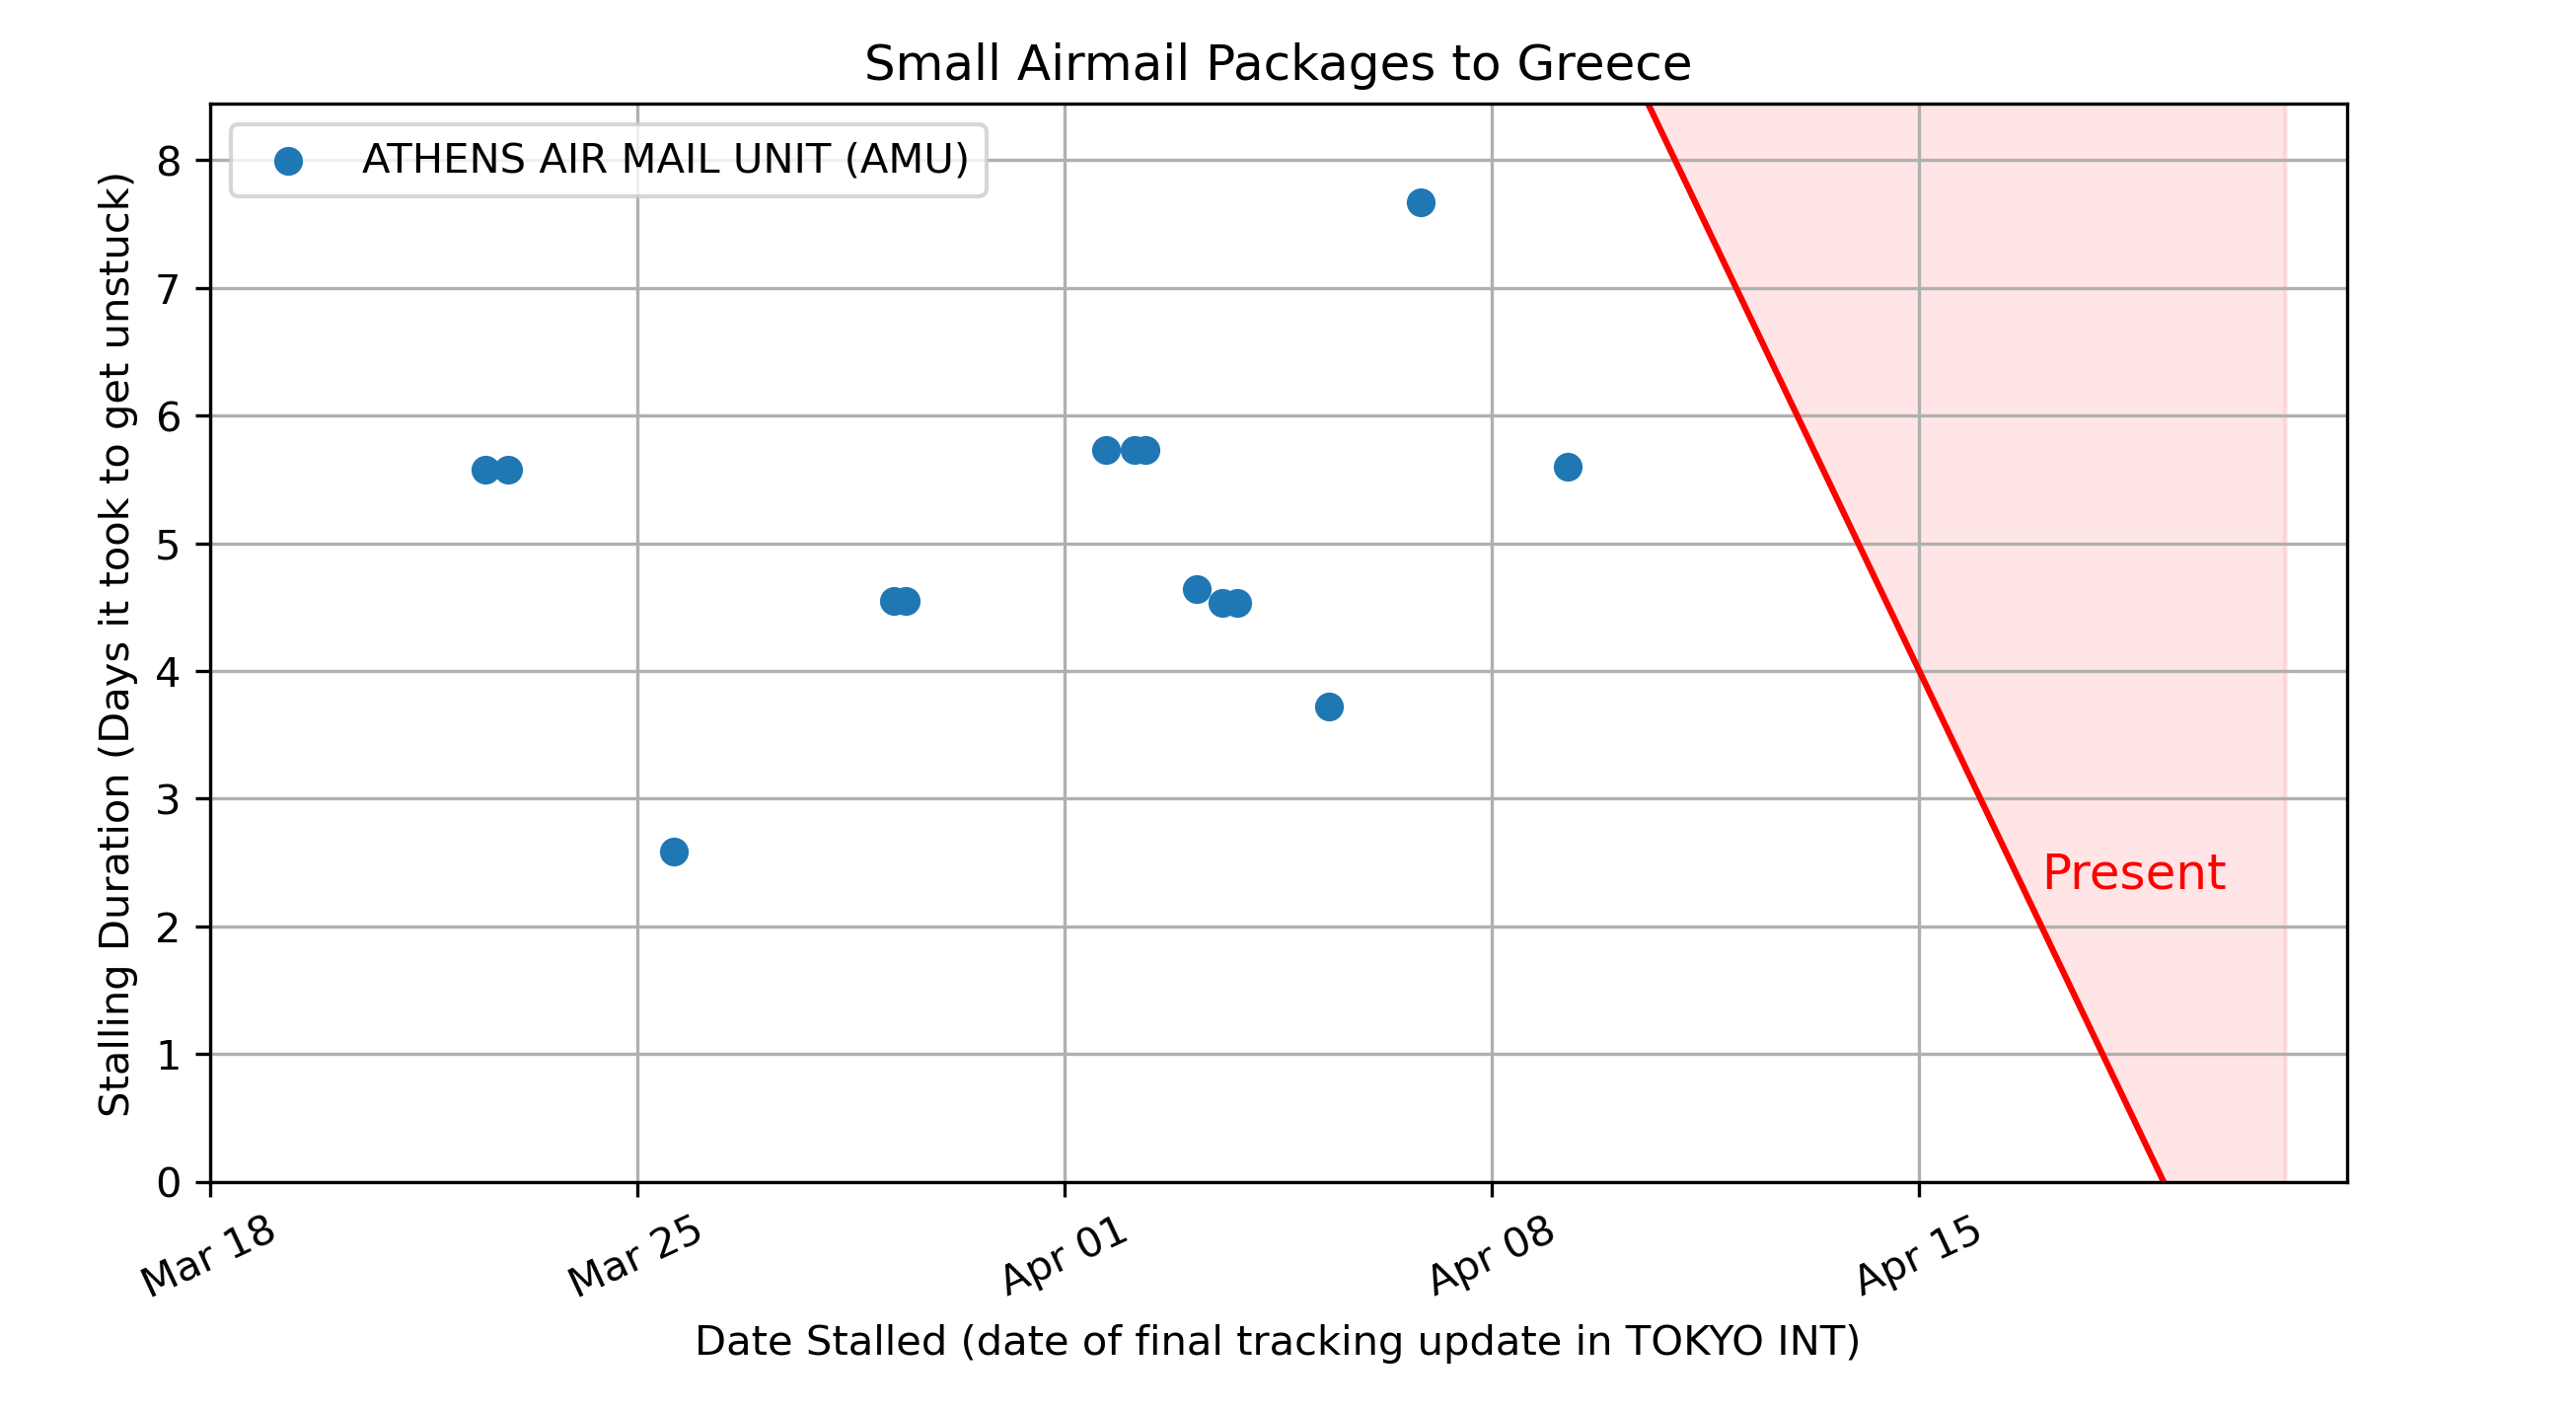 Small Airmail Packages to Greece
ATHENS AIR MAIL UNIT (AMU)
Stalling Duration (Days it took to get unstuck)
8
7
6
5
4
3
2
1
0
Present
Mar 18
Mar 25
Apr 01
Apr 08
Apr 15
Date Stalled (date of final tracking update in TOKYO INT)